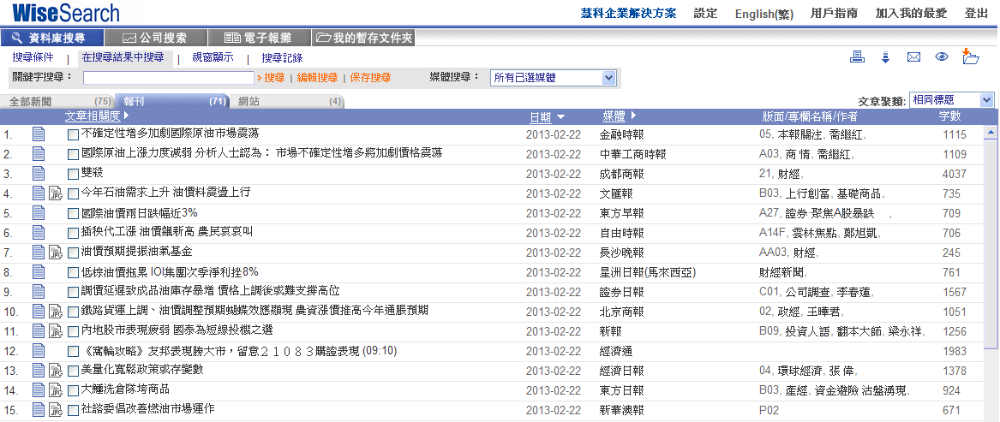 WiseSearch
慧科企業解決方案 設定 English(繁) 用戶指南 加入我的最愛 登出
資料庫搜尋 公司搜索 電子報攤 我的暫存文件夾
搜尋條件 | 在搜尋結果中搜尋 | 視窗顯示 | 搜尋記錄
關鍵字搜尋： 搜尋 | 編輯搜尋 | 保存搜尋 媒體搜尋： 所有已選媒體
全部新聞 (75) 報刊 (71) 網站 (4) 文章聚類: 相同標題
文章相關度 日期 媒體 版面/專欄名稱/作者 字數
1. 不確定性增多加劇國際原油市場震蕩 2013-02-22 金融時報 05, 本報關注, 喬繼紅, 1115
2. 國際原油上漲力度減弱 分析人士認為： 市場不確定性增多將加劇價格震蕩 2013-02-22 中華工商時報 A03, 商 情, 喬繼紅, 1109
3. 雙殺 2013-02-22 成都商報 21, 財經, 4037
4. JPG 今年石油需求上升 油價料震盪上行 2013-02-22 文匯報 B03, 上行創富, 基礎商品, 735
5. 國際油價兩日跌幅近3% 2013-02-22 東方早報 A27, 證券·聚焦A股暴跌 , 709
6. 插秧代工漲 油價飆新高 農民哀哀叫 2013-02-22 自由時報 A14F, 雲林焦點, 鄭旭凱, 706
7. JPG 油價預期提振油氣基金 2013-02-22 長沙晚報 AA03, 財經, 245
8. 低棕油價拖累 IOI集團次季淨利挫8% 2013-02-22 星洲日報(馬來西亞) 財經新聞, 761
9. 調價延遲致成品油庫存暴增 價格上調後或難支撐高位 2013-02-22 證券日報 C01, 公司調查, 李春蓮, 1567
10. JPG 鐵路貨運上調、油價調整預期蝴蝶效應顯現 農資漲價推高今年通脹預期 2013-02-22 北京商報 02, 政經, 王曄君, 1051
11. JPG 內地股市表現疲弱 國泰為短線投機之選 2013-02-22 新報 B09, 投資人語, 翻本大師, 梁永祥, 1256
12. 《窩輪攻略》友邦表現勝大市，留意２１０８３購證表現 (09:10) 2013-02-22 經濟通 1983
13. JPG 美量化寬鬆政策或存變數 2013-02-22 經濟日報 04, 環球經濟, 張 偉, 1378
14. JPG 大鱷洗倉隊垮商品 2013-02-22 東方日報 B03, 產經, 資金避險 沽盤湧現, 924
15. JPG 社諮委倡改善燃油市場運作 2013-02-22 新華澳報 P02 671